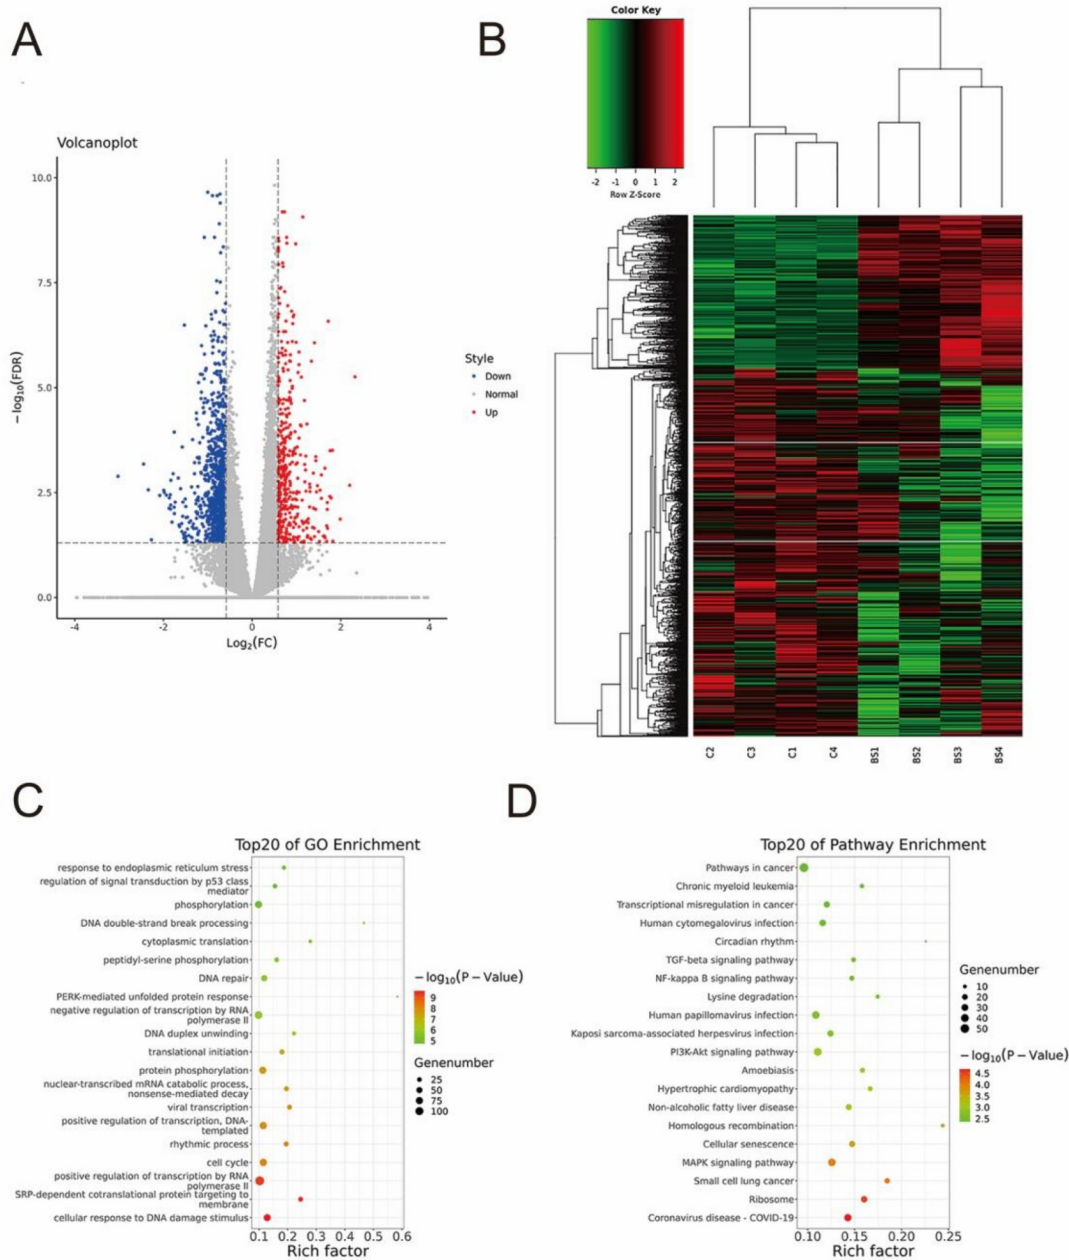 A
B
Color Key
-2 -1 0 1 2
Row Z-Score
Volcanoplot
10.0
7.5
5.0
2.5
0.0
−log10(FDR)
-4 -2 0 2 4
Log2(FC)
Style
Down
Normal
Up
C2 C3 C1 C4 BS1 BS2 BS3 BS4
C
Top20 of GO Enrichment
response to endoplasmic reticulum stress
regulation of signal transduction by p53 class
mediator
phosphorylation
DNA double-strand break processing
cytoplasmic translation
peptidyl-serine phosphorylation
DNA repair
PERK-mediated unfolded protein response
negative regulation of transcription by RNA
polymerase II
DNA duplex unwinding
translational initiation
protein phosphorylation
nuclear-transcribed mRNA catabolic process,
nonsense-mediated decay
viral transcription
positive regulation of transcription, DNA-
templated
rhythmic process
cell cycle
positive regulation of transcription by RNA
polymerase II
SRP-dependent cotranslational protein targeting to
membrane
cellular response to DNA damage stimulus
0.1 0.2 0.3 0.4 0.5 0.6
Rich factor
−log10(P−Value)
9
8
7
6
5
Genenumber
25
50
75
100
D
Top20 of Pathway Enrichment
Pathways in cancer
Chronic myeloid leukemia
Transcriptional misregulation in cancer
Human cytomegalovirus infection
Circadian rhythm
TGF-beta signaling pathway
NF-kappa B signaling pathway
Lysine degradation
Human papillomavirus infection
Kaposi sarcoma-associated herpesvirus infection
PI3K-Akt signaling pathway
Amoebiasis
Hypertrophic cardiomyopathy
Non-alcoholic fatty liver disease
Homologous recombination
Cellular senescence
MAPK signaling pathway
Small cell lung cancer
Ribosome
Coronavirus disease - COVID-19
0.10 0.15 0.20 0.25
Rich factor
Genenumber
10
20
30
40
50
−log10(P−Value)
4.5
4.0
3.5
3.0
2.5